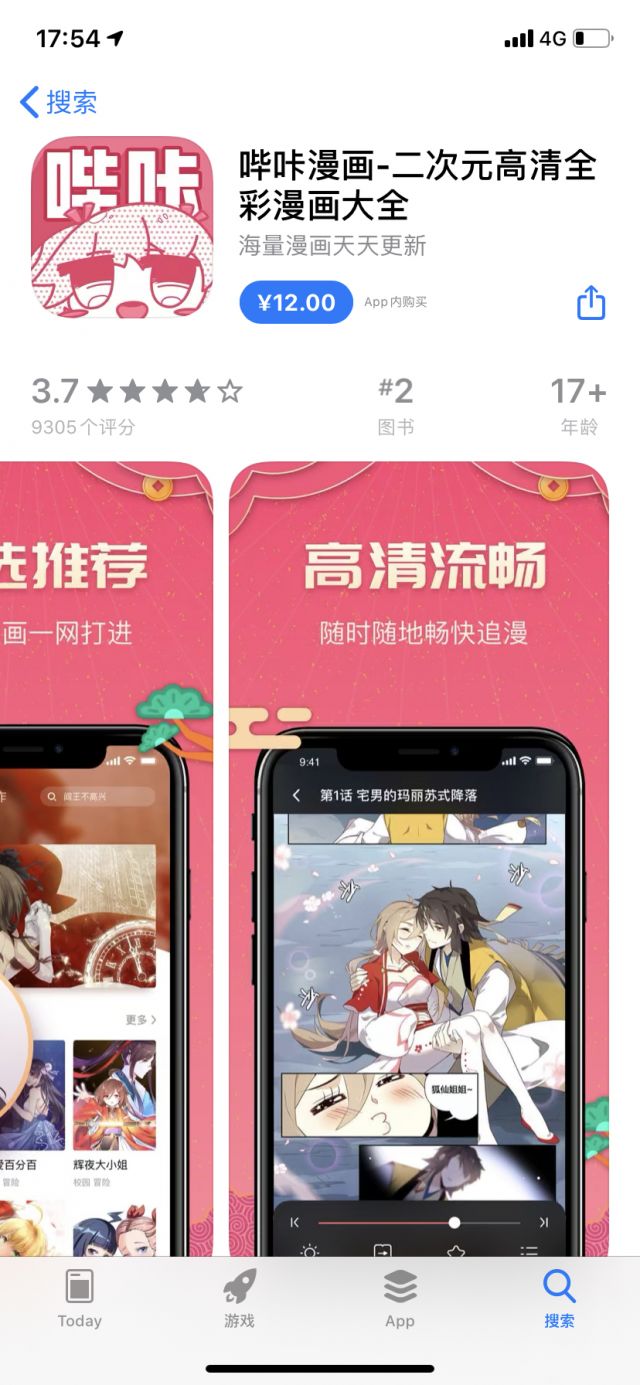 17:54
4G
搜索
哔咔
哔咔漫画-二次元高清全
彩漫画大全
海量漫画天天更新
¥12.00
App内购买
3.7
#2
17+
9305个评分
图书
年龄
选推荐
画一网打进
作
阎王不高兴
更多
爱百分百
冒险
辉夜大小姐
校园 冒险
高清流畅
随时随地畅快追漫
9:41
第1话 宅男的玛丽苏式降落
狐仙姐姐~
Today
游戏
App
搜索